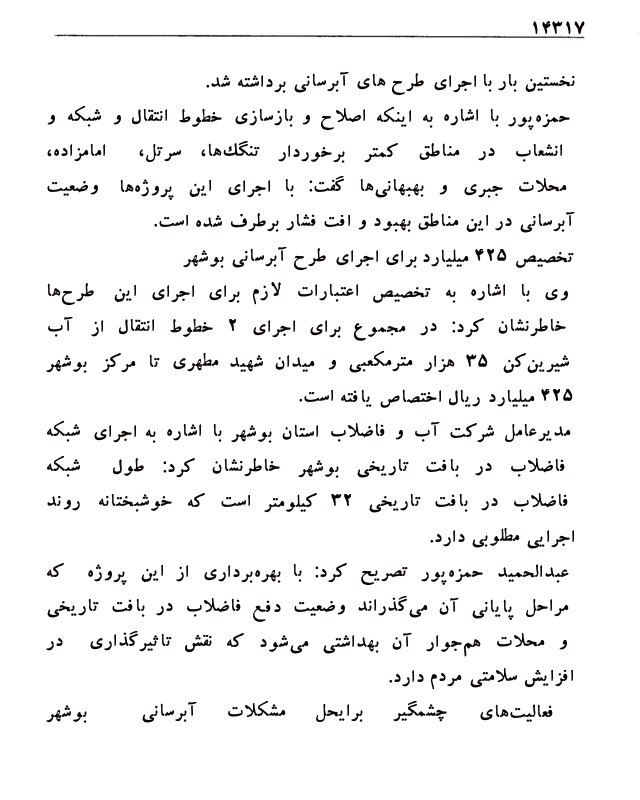 ۱۴۳۱۷
نخستین بار با اجرای طرح های آبرسانی برداشته شد.
حمزه‌پور با اشاره به اینکه اصلاح و بازسازی خطوط انتقال و شبکه و
انشعاب در مناطق کمتر برخوردار تنگک‌ها، سرتل، امامزاده،
محلات جبری و بهبهانی‌ها گفت: با اجرای این پروژه‌ها وضعیت
آبرسانی در این مناطق بهبود و افت فشار برطرف شده است.
تخصیص ۴۲۵ میلیارد برای اجرای طرح آبرسانی بوشهر
وی با اشاره به تخصیص اعتبارات لازم برای اجرای این طرح‌ها
خاطرنشان کرد: در مجموع برای اجرای ۲ خطوط انتقال از آب
شیرین‌کن ۳۵ هزار مترمکعبی و میدان شهید مطهری تا مرکز بوشهر
۴۲۵ میلیارد ریال اختصاص یافته است.
مدیرعامل شرکت آب و فاضلاب استان بوشهر با اشاره به اجرای شبکه
فاضلاب در بافت تاریخی بوشهر خاطرنشان کرد: طول شبکه
فاضلاب در بافت تاریخی ۳۲ کیلومتر است که خوشبختانه روند
اجرایی مطلوبی دارد.
عبدالحمید حمزه‌پور تصریح کرد: با بهره‌برداری از این پروژه که
مراحل پایانی آن می‌گذراند وضعیت دفع فاضلاب در بافت تاریخی
و محلات هم‌جوار آن بهداشتی می‌شود که نقش تاثیرگذاری در
افزایش سلامتی مردم دارد.
فعالیت‌های چشمگیر برایحل مشکلات آبرسانی بوشهر